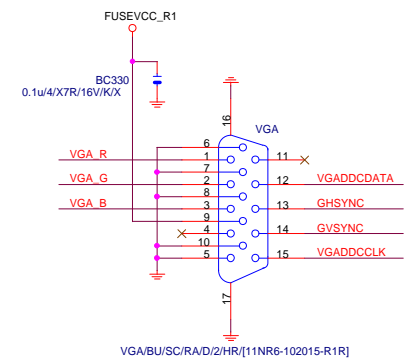 FUSEVCC_R1
BC330
0.1u/4/X7R/16V/K/X
16
VGA
6
VGA_R
1
11
7
VGA_G
2
12
VGADDCDATA
8
VGA_B
3
13
GHSYNC
9
4
14
GVSYNC
10
5
15
VGADDCCLK
17
VGA/BU/SC/RA/D/2/HR/[11NR6-102015-R1R]